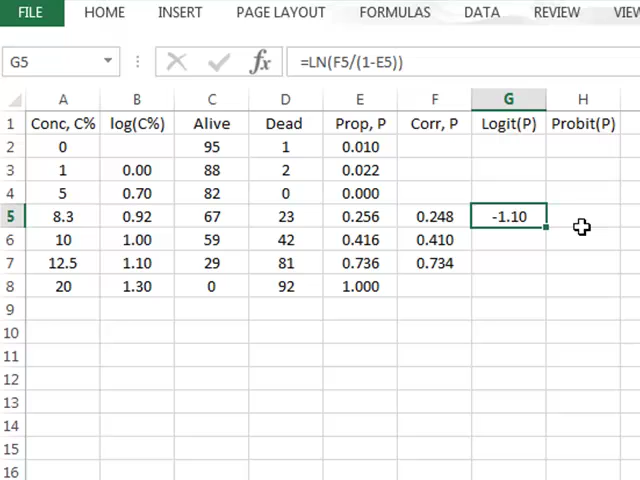 FILE HOME INSERT PAGE LAYOUT FORMULAS DATA REVIEW VIEW
G5 fx =LN(F5/(1-E5))
A B C D E F G H
1 Conc, C% log(C%) Alive Dead Prop, P Corr, P Logit(P) Probit(P)
2 0 95 1 0.010
3 1 0.00 88 2 0.022
4 5 0.70 82 0 0.000
5 8.3 0.92 67 23 0.256 0.248 -1.10
6 10 1.00 59 42 0.416 0.410
7 12.5 1.10 29 81 0.736 0.734
8 20 1.30 0 92 1.000
9
10
11
12
13
14
15
16